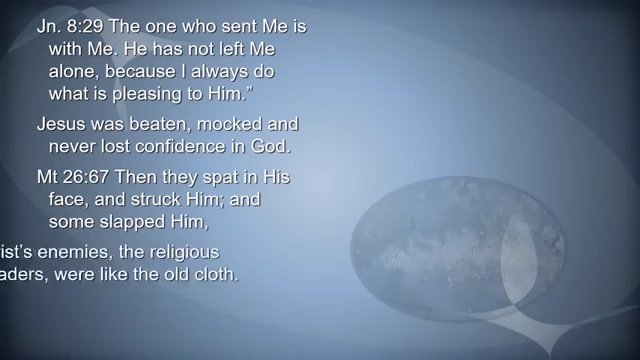 Jn. 8:29 The one who sent Me is
with Me. He has not left Me
alone, because I always do
what is pleasing to Him.”
Jesus was beaten, mocked and
never lost confidence in God.
Mt 26:67 Then they spat in His
face, and struck Him; and
some slapped Him,
rist’s enemies, the religious
aders, were like the old cloth.